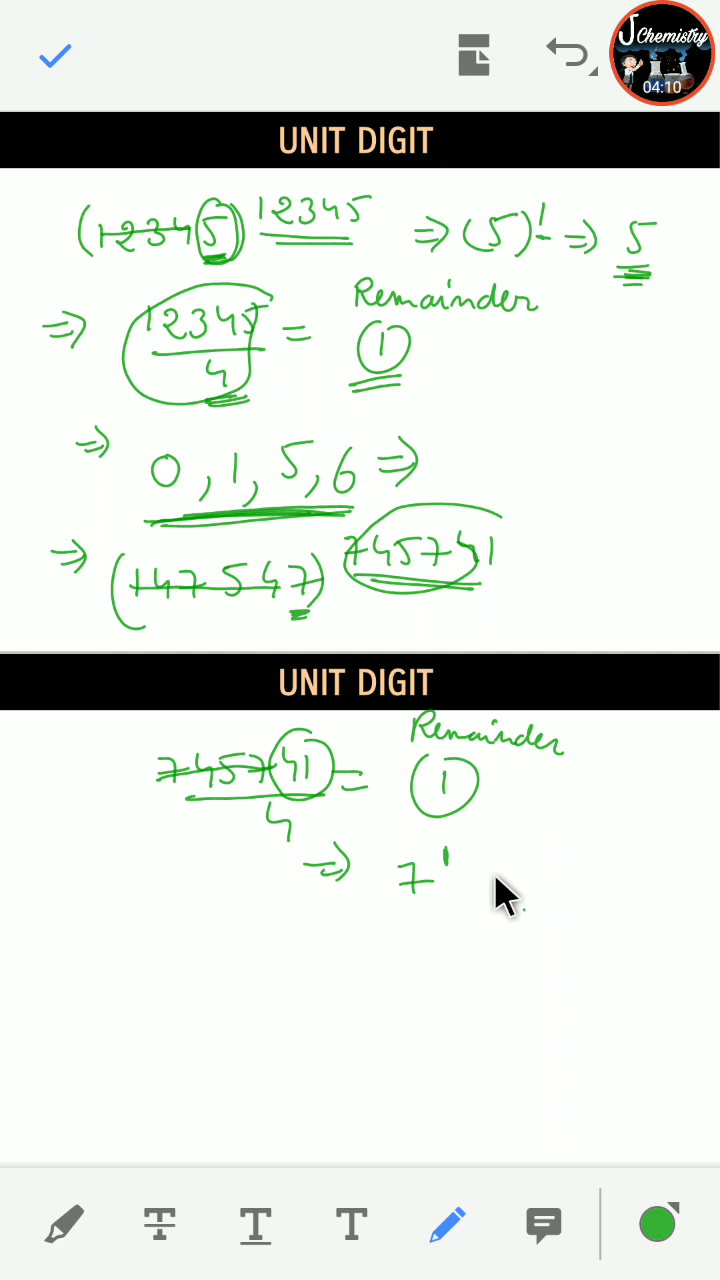 J Chemistry
04:10
UNIT DIGIT
(12345)^12345 ⇒ (5)^1 ⇒ 5
Remainder
⇒ 12345/4 = 1
⇒ 0, 1, 5, 6 ⇒
⇒ (147547)^745741
UNIT DIGIT
Remainder
745741/4 = 1
⇒ 7^1
T T T